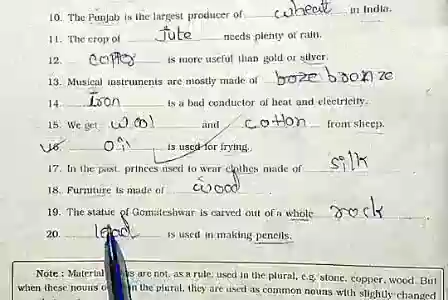 10. The Punjab is the largest producer of wheat in India.
11. The crop of Jute needs plenty of rain.
12. copper is more useful than gold or silver.
13. Musical instruments are mostly made of boze bronze
14. Iron is a bad conductor of heat and electricity.
15. We get wool and cotton from sheep.
16. Oil is used for frying.
17. In the past, princes used to wear clothes made of silk
18. Furniture is made of wood
19. The statue of Gomateshwar is carved out of a whole rock
20. lead is used in making pencils.
Note : Material are not, as a rule, used in the plural, e.g. stone, copper, wood. But
when these nouns in the plural, they are used as common nouns with slightly changed